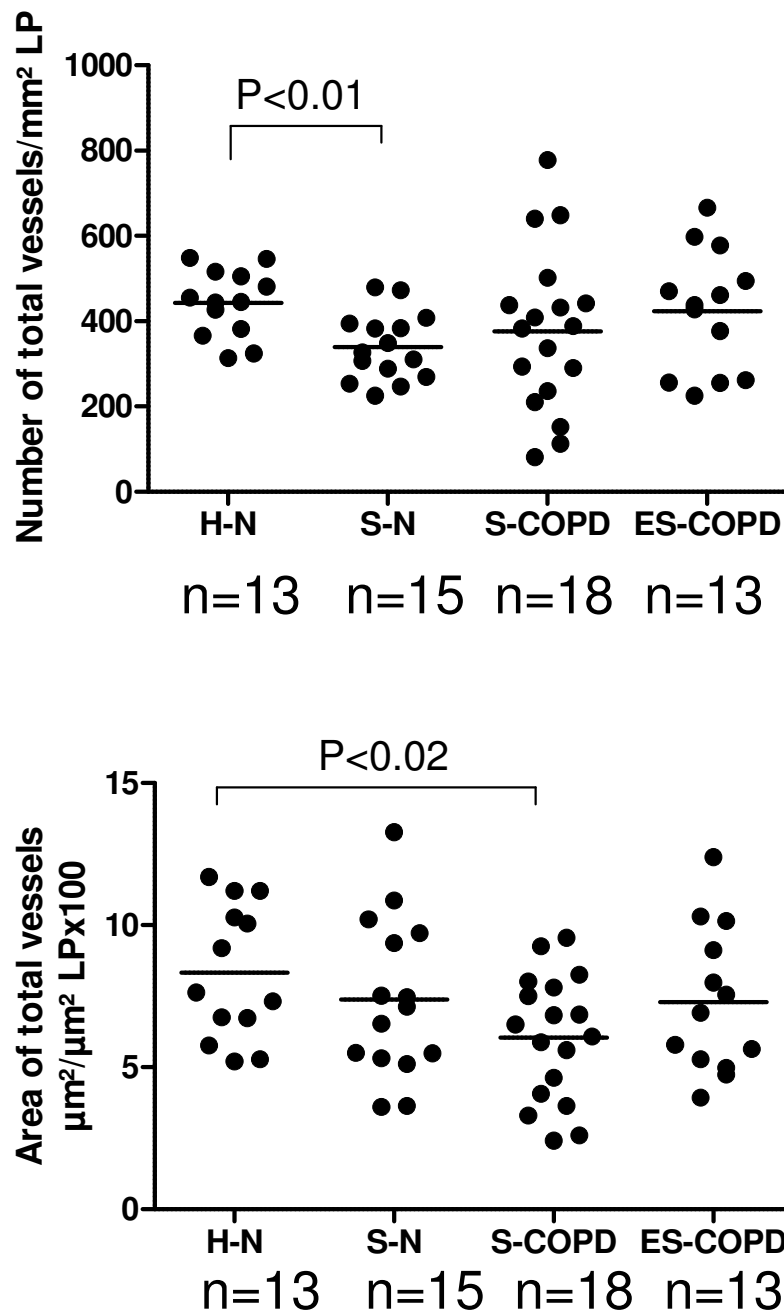 Number of total vessels/mm² LP
1000
800
600
400
200
0
P<0.01
H-N S-N S-COPD ES-COPD
n=13 n=15 n=18 n=13
Area of total vessels
µm²/µm² LPx100
15
10
5
0
P<0.02
H-N S-N S-COPD ES-COPD
n=13 n=15 n=18 n=13